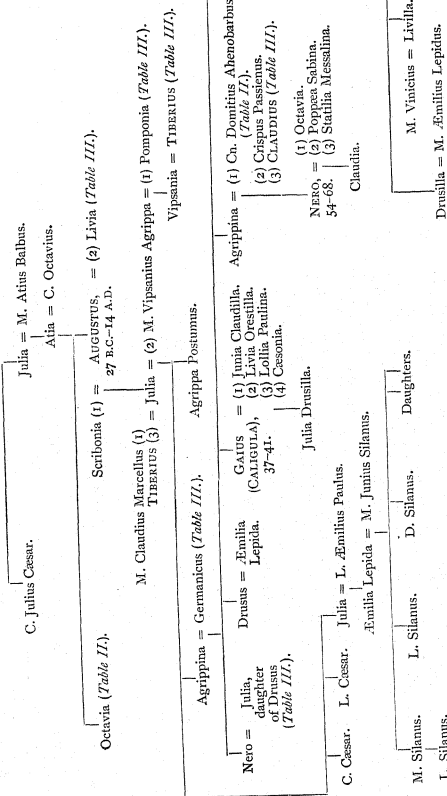 C. Julius Cæsar.
Julia = M. Atius Balbus.
Atia = C. Octavius.
Octavia (Table II.).
Scribonia (1) = AUGUSTUS, = (2) Livia (Table III.).
27 B.C.–14 A.D.
M. Claudius Marcellus (1)
TIBERIUS (3) = Julia = (2) M. Vipsanius Agrippa = (1) Pomponia (Table III.).
Vipsania = TIBERIUS (Table III.).
Agrippina = Germanicus (Table III.).
Agrippa Postumus.
Nero = Julia,
daughter
of Drusus
(Table III.).
Drusus = Æmilia
Lepida.
GAIUS
(CALIGULA),
37-41.
= (1) Junia Claudilla.
(2) Livia Orestilla.
(3) Lollia Paulina.
(4) Cæsonia.
Julia Drusilla.
Agrippina = (1) Cn. Domitius Ahenobarbus
(Table II.).
(2) Crispus Passienus.
(3) CLAUDIUS (Table III.).
NERO,
54-68.
= (1) Octavia.
(2) Poppæa Sabina.
(3) Statilia Messalina.
Claudia.
Drusilla = M. Æmilius Lepidus.
M. Vinicius = Livilla.
C. Cæsar.
L. Cæsar.
Julia = L. Æmilius Paulus.
Æmilia Lepida = M. Junius Silanus.
M. Silanus.
L. Silanus.
D. Silanus.
Daughters.
L. Silanus.